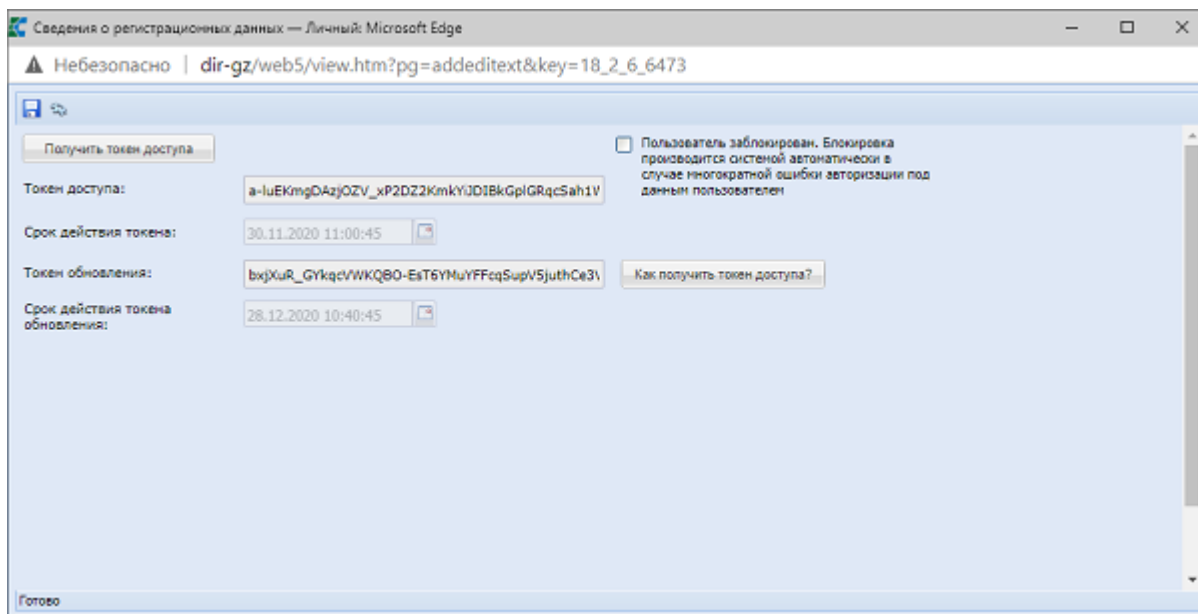 Сведения о регистрационных данных — Личный: Microsoft Edge
Небезопасно | dir-gz/web5/view.htm?pg=addeditext&key=18_2_6_6473
Получить токен доступа
Пользователь заблокирован. Блокировка
производится системой автоматически в
случае многократной ошибки авторизации под
данным пользователем
Токен доступа:
a-luEKmgDAzjOZV_xP2DZ2KmkYiJDIBkGplGRqcSah1V
Срок действия токена:
30.11.2020 11:00:45
Токен обновления:
bxjXuR_GYkqcVWKQBO-EsT6YMuYFFcqSupV5juthCe3\
Как получить токен доступа?
Срок действия токена
обновления:
28.12.2020 10:40:45
Готово